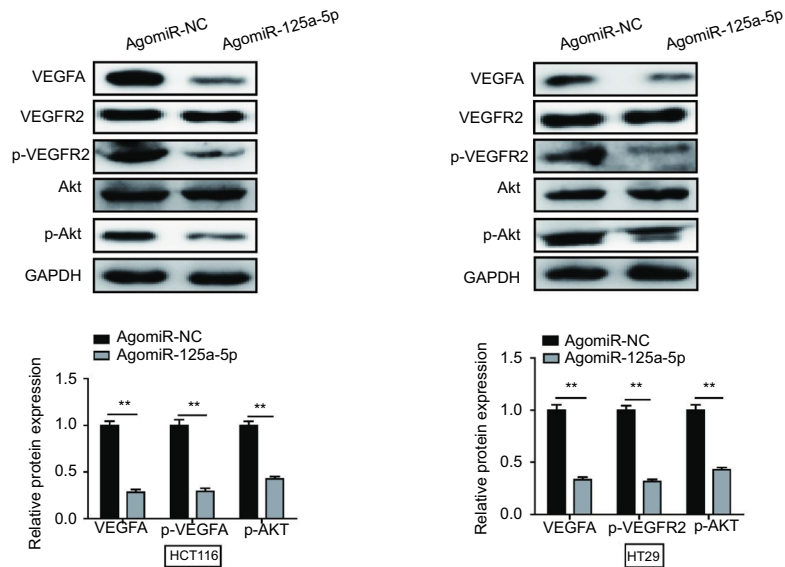 AgomiR-NC
AgomiR-125a-5p
VEGFA
VEGFR2
p-VEGFR2
Akt
p-Akt
GAPDH
AgomiR-NC
AgomiR-125a-5p
Relative protein expression
1.5
1.0
0.5
0.0
**
**
**
VEGFA p-VEGFA p-AKT
HCT116
AgomiR-NC
AgomiR-125a-5p
VEGFA
VEGFR2
p-VEGFR2
Akt
p-Akt
GAPDH
AgomiR-NC
AgomiR-125a-5p
Relative protein expression
1.5
1.0
0.5
0.0
**
**
**
VEGFA p-VEGFR2 p-AKT
HT29